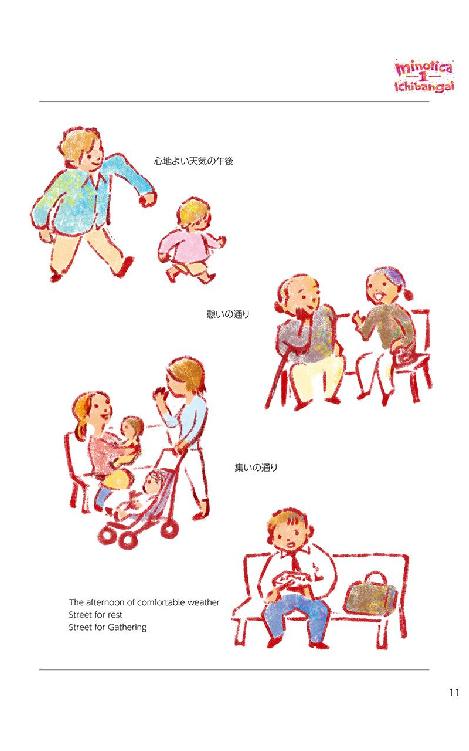 minotica
1
ichibangai
心地よい天気の午後
憩いの通り
集いの通り
The afternoon of comfortable weather
Street for rest
Street for Gathering
11